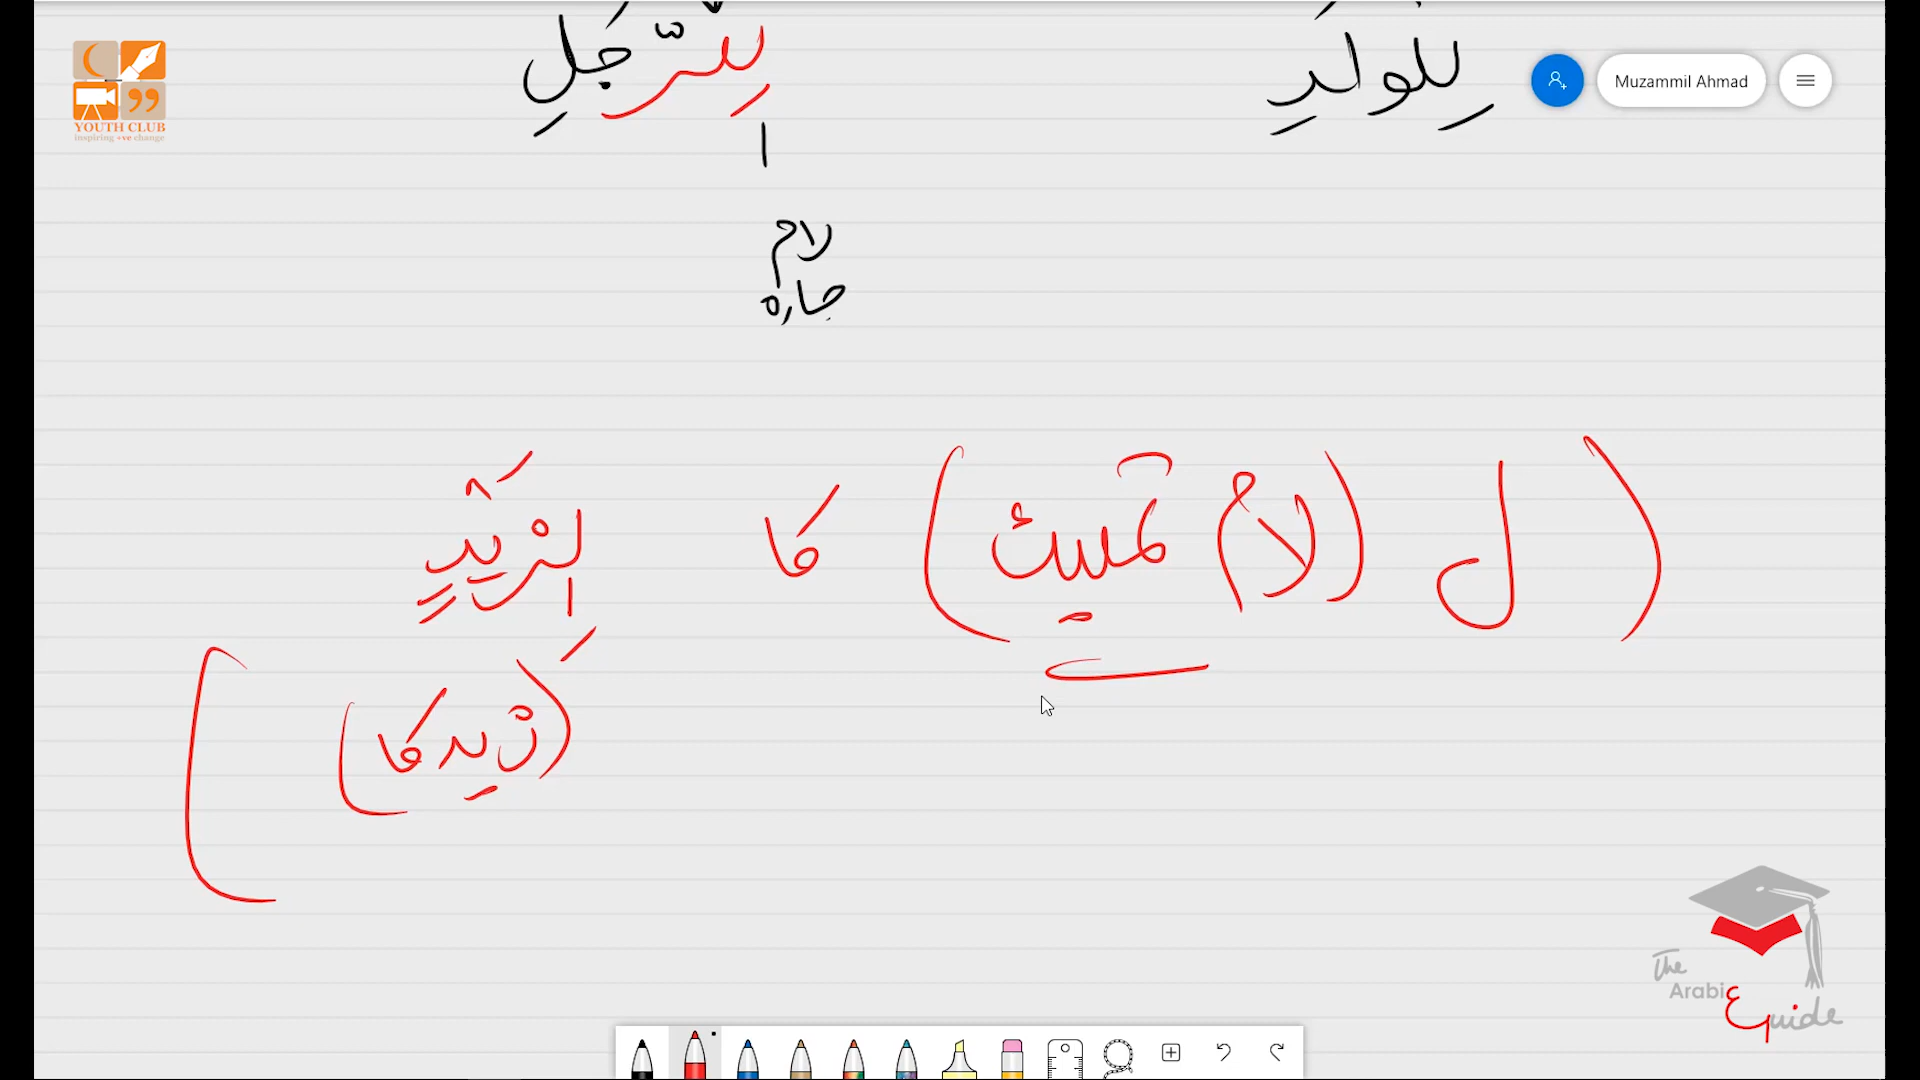 لِلْوَلَدِ لِلرَّجُلِ
Muzammil Ahmad
YOUTH CLUB
inspiring +ve change
لام
جارہ
ل (لام تملیک) کا لِزَیْدٍ
(زید کا)
The
Arabic
Guide